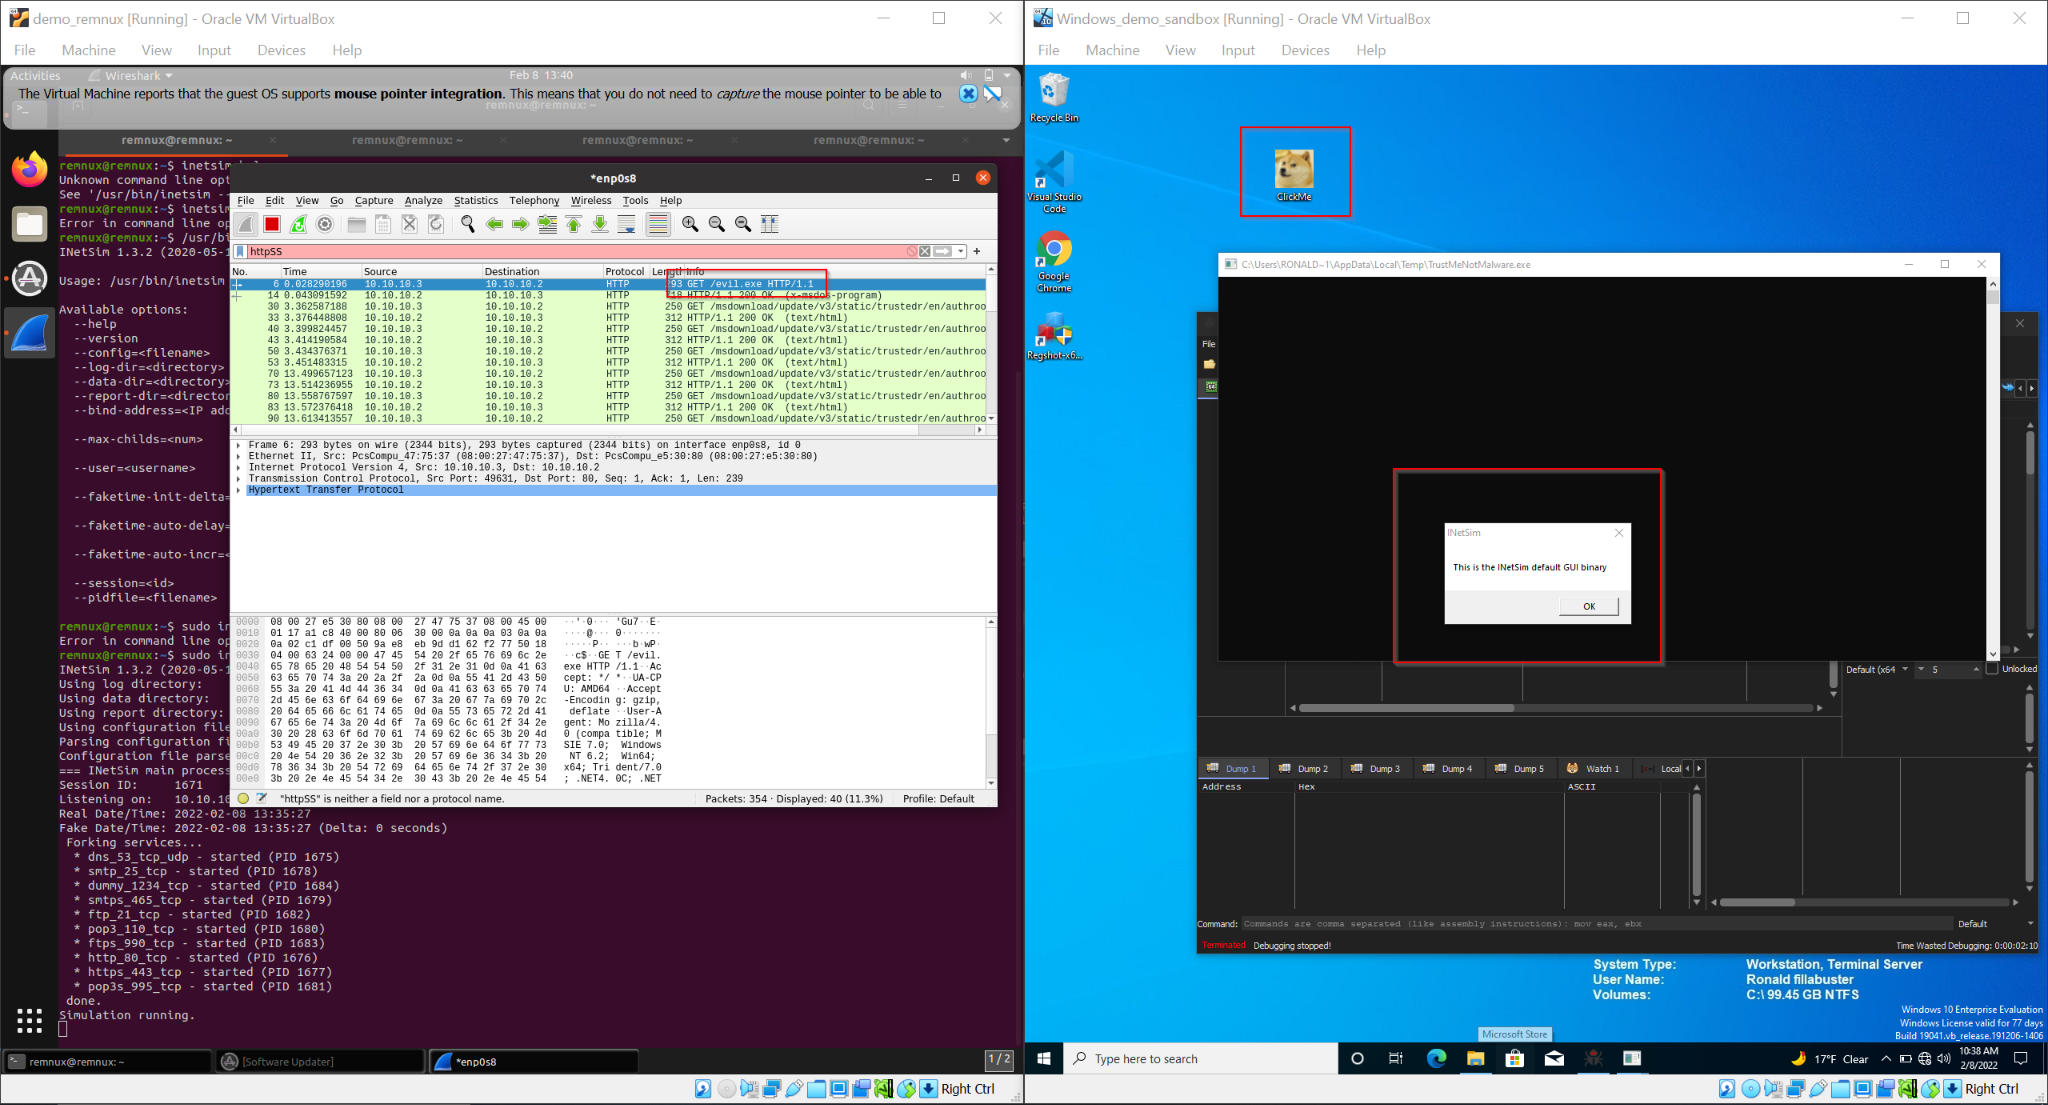 demo_remnux [Running] - Oracle VM VirtualBox
File Machine View Input Devices Help
Activities Wireshark Feb 8 13:40
The Virtual Machine reports that the guest OS supports mouse pointer integration. This means that you do not need to capture the mouse pointer to be able to
remnux@remnux: ~
remnux@remnux: ~ remnux@remnux: ~ remnux@remnux: ~ remnux@remnux: ~
remnux@remnux:~$ inetsim
Unknown command line opt
See '/usr/bin/inetsim --
remnux@remnux:~$ inetsim
Error in command line op
remnux@remnux:~$ /usr/bi
INetSim 1.3.2 (2020-05-1
Usage: /usr/bin/inetsim
Available options:
--help
--version
--config=<filename>
--log-dir=<directory>
--data-dir=<directory>
--report-dir=<director
--bind-address=<IP add
--max-childs=<num>
--user=<username>
--faketime-init-delta=
--faketime-auto-delay=
--faketime-auto-incr=<
--session=<id>
--pidfile=<filename>
remnux@remnux:~$ sudo in
Error in command line op
remnux@remnux:~$ sudo in
INetSim 1.3.2 (2020-05-1
Using log directory:
Using data directory:
Using report directory:
Using configuration file
Parsing configuration fi
Configuration file parse
=== INetSim main process
Session ID: 1671
Listening on: 10.10.10
Real Date/Time: 2022-02-08 13:35:27
Fake Date/Time: 2022-02-08 13:35:27 (Delta: 0 seconds)
Forking services...
* dns_53_tcp_udp - started (PID 1675)
* smtp_25_tcp - started (PID 1678)
* dummy_1234_tcp - started (PID 1684)
* smtps_465_tcp - started (PID 1679)
* ftp_21_tcp - started (PID 1682)
* pop3_110_tcp - started (PID 1680)
* ftps_990_tcp - started (PID 1683)
* http_80_tcp - started (PID 1676)
* https_443_tcp - started (PID 1677)
* pop3s_995_tcp - started (PID 1681)
done.
Simulation running.
*enp0s8
File Edit View Go Capture Analyze Statistics Telephony Wireless Tools Help
httpSS
No. Time Source Destination Protocol Length Info
6 0.028290196 10.10.10.3 10.10.10.2 HTTP 293 GET /evil.exe HTTP/1.1
14 0.043091592 10.10.10.2 10.10.10.3 HTTP 718 HTTP/1.1 200 OK (x-msdos-program)
30 3.362587188 10.10.10.3 10.10.10.2 HTTP 250 GET /msdownload/update/v3/static/trustedr/en/authroo
33 3.376448808 10.10.10.2 10.10.10.3 HTTP 312 HTTP/1.1 200 OK (text/html)
40 3.399824457 10.10.10.3 10.10.10.2 HTTP 250 GET /msdownload/update/v3/static/trustedr/en/authroo
43 3.414190584 10.10.10.2 10.10.10.3 HTTP 312 HTTP/1.1 200 OK (text/html)
50 3.434376371 10.10.10.3 10.10.10.2 HTTP 250 GET /msdownload/update/v3/static/trustedr/en/authroo
53 3.451483315 10.10.10.2 10.10.10.3 HTTP 312 HTTP/1.1 200 OK (text/html)
70 13.499657123 10.10.10.3 10.10.10.2 HTTP 250 GET /msdownload/update/v3/static/trustedr/en/authroo
73 13.514236955 10.10.10.2 10.10.10.3 HTTP 312 HTTP/1.1 200 OK (text/html)
80 13.558767597 10.10.10.3 10.10.10.2 HTTP 250 GET /msdownload/update/v3/static/trustedr/en/authroo
83 13.572376418 10.10.10.2 10.10.10.3 HTTP 312 HTTP/1.1 200 OK (text/html)
90 13.613413557 10.10.10.3 10.10.10.2 HTTP 250 GET /msdownload/update/v3/static/trustedr/en/authroo
Frame 6: 293 bytes on wire (2344 bits), 293 bytes captured (2344 bits) on interface enp0s8, id 0
Ethernet II, Src: PcsCompu_47:75:37 (08:00:27:47:75:37), Dst: PcsCompu_e5:30:80 (08:00:27:e5:30:80)
Internet Protocol Version 4, Src: 10.10.10.3, Dst: 10.10.10.2
Transmission Control Protocol, Src Port: 49631, Dst Port: 80, Seq: 1, Ack: 1, Len: 239
Hypertext Transfer Protocol
0000 08 00 27 e5 30 80 08 00 27 47 75 37 08 00 45 00 ··'·0··· 'Gu7··E·
0010 01 17 a1 c8 40 00 80 06 30 00 0a 0a 0a 03 0a 0a ····@··· 0·······
0020 0a 02 c1 df 00 50 9a e8 eb 9d d1 62 f2 77 50 18 ·····P·· ···b·wP·
0030 04 00 63 24 00 00 47 45 54 20 2f 65 76 69 6c 2e ··c$··GE T /evil.
0040 65 78 65 20 48 54 54 50 2f 31 2e 31 0d 0a 41 63 exe HTTP /1.1··Ac
0050 63 65 70 74 3a 20 2a 2f 2a 0d 0a 55 41 2d 43 50 cept: */ *··UA-CP
0060 55 3a 20 41 4d 44 36 34 0d 0a 41 63 63 65 70 74 U: AMD64 ··Accept
0070 2d 45 6e 63 6f 64 69 6e 67 3a 20 67 7a 69 70 2c -Encodin g: gzip,
0080 20 64 65 66 6c 61 74 65 0d 0a 55 73 65 72 2d 41 deflate ··User-A
0090 67 65 6e 74 3a 20 4d 6f 7a 69 6c 6c 61 2f 34 2e gent: Mo zilla/4.
00a0 30 20 28 63 6f 6d 70 61 74 69 62 6c 65 3b 20 4d 0 (compa tible; M
00b0 53 49 45 20 37 2e 30 3b 20 57 69 6e 64 6f 77 73 SIE 7.0; Windows
00c0 20 4e 54 20 36 2e 32 3b 20 57 69 6e 36 34 3b 20 NT 6.2; Win64;
00d0 78 36 34 3b 20 54 72 69 64 65 6e 74 2f 37 2e 30 x64; Tri dent/7.0
00e0 3b 20 2e 4e 45 54 34 2e 30 43 3b 20 2e 4e 45 54 ; .NET4. 0C; .NET
"httpSS" is neither a field nor a protocol name. Packets: 354 · Displayed: 40 (11.3%) Profile: Default
remnux@remnux: ~ [Software Updater] *enp0s8 1 / 2
Right Ctrl
Windows_demo_sandbox [Running] - Oracle VM VirtualBox
File Machine View Input Devices Help
Recycle Bin
Visual Studio Code
Google Chrome
Regshot-x6...
ClickMe
C:\Users\RONALD~1\AppData\Local\Temp\TrustMeNotMalware.exe
File
INetSim
This is the INetSim default GUI binary
OK
Default (x64 5 Unlocked
Dump 1 Dump 2 Dump 3 Dump 4 Dump 5 Watch 1 Local
Address Hex ASCII
Command: Commands are comma separated (like assembly instructions): mov eax, ebx Default
Terminated Debugging stopped! Time Wasted Debugging: 0:00:02:10
System Type: Workstation, Terminal Server
User Name: Ronald fillabuster
Volumes: C:\ 99.45 GB NTFS
Windows 10 Enterprise Evaluation
Windows License valid for 77 days
Build 19041.vb_release.191206-1406
Microsoft Store
Type here to search 17°F Clear 10:38 AM
2/8/2022
Right Ctrl